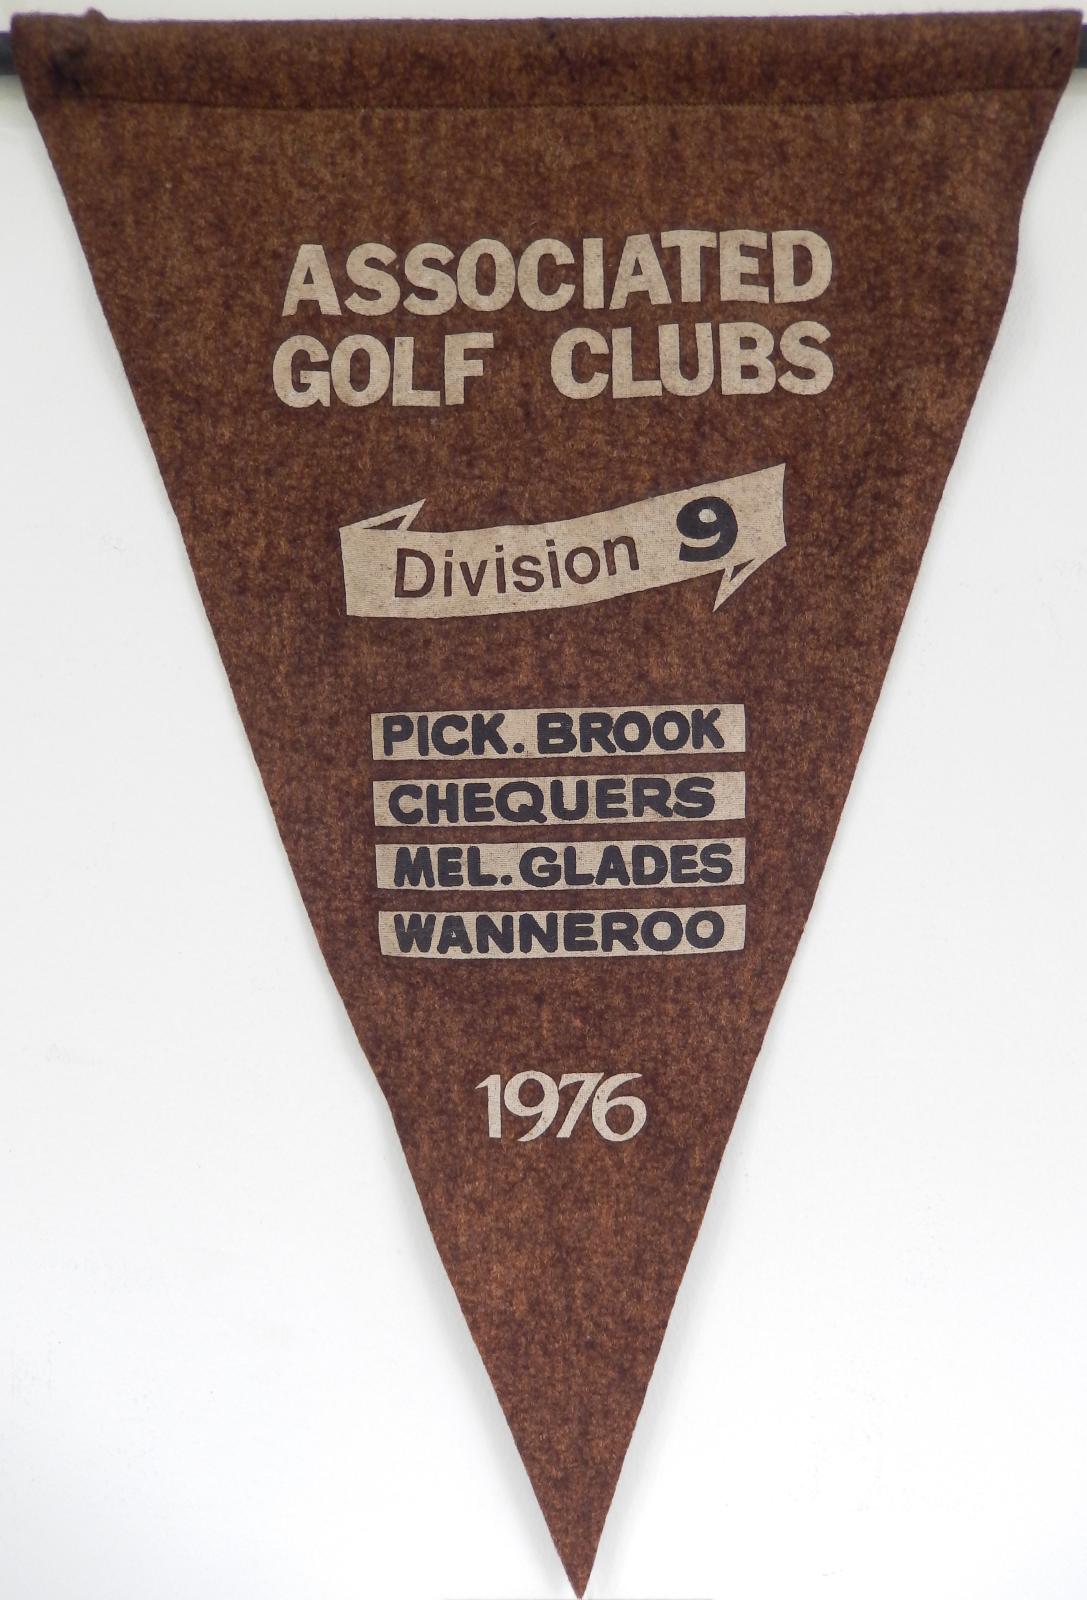 ASSOCIATED
GOLF CLUBS
Division 9
PICK. BROOK
CHEQUERS
MEL. GLADES
WANNEROO
1976